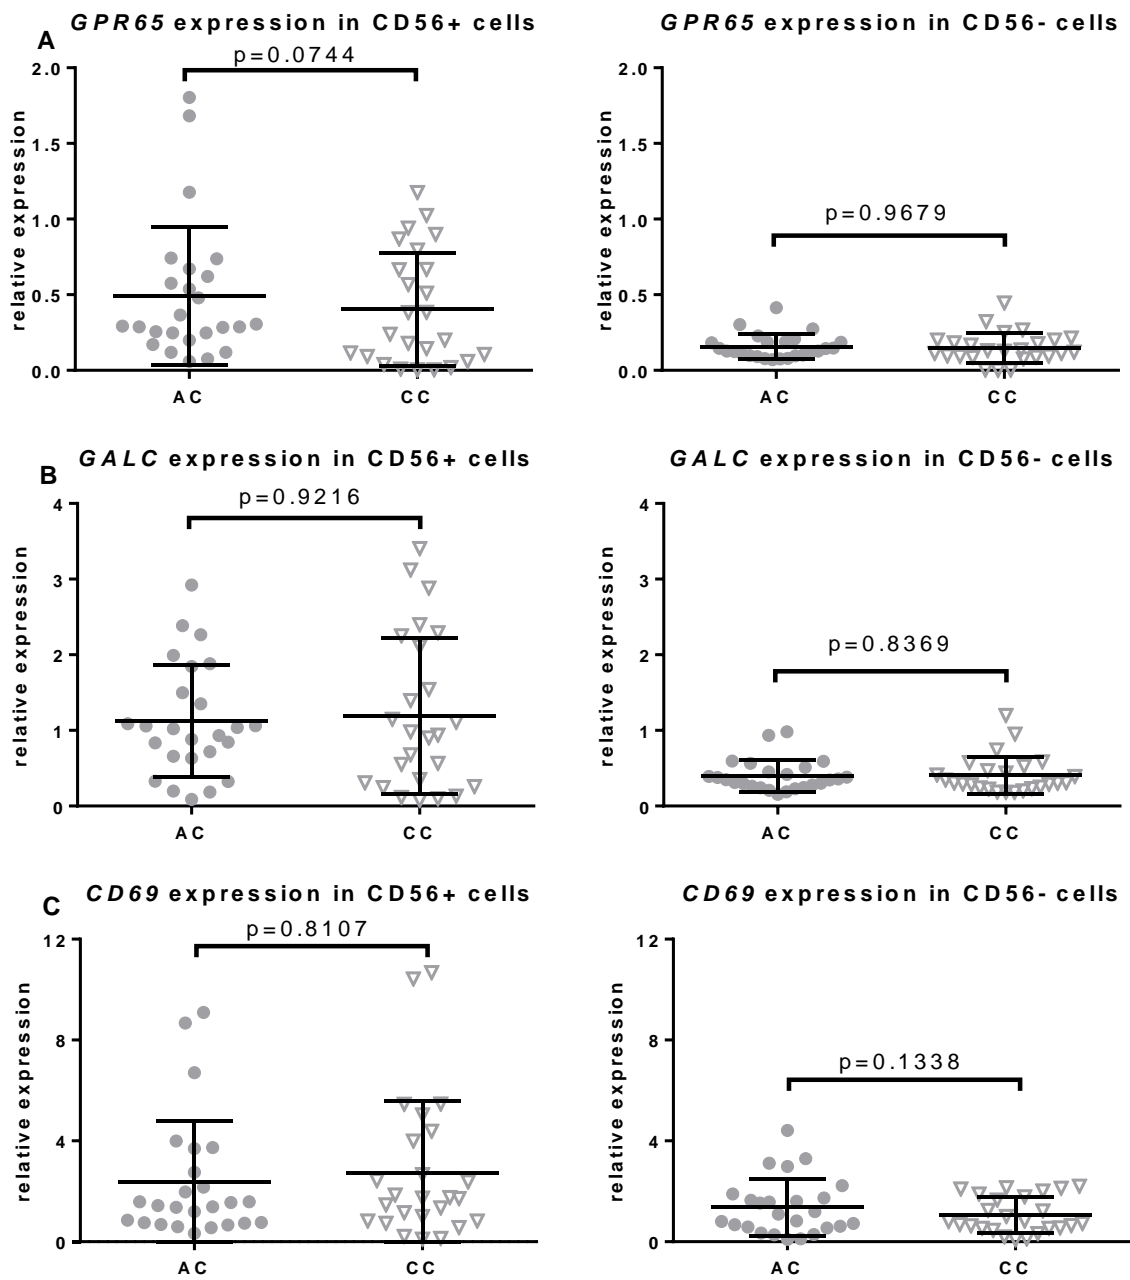 A
GPR65 expression in CD56+ cells
p=0.0744
relative expression
2.0
1.5
1.0
0.5
0.0
AC CC
GPR65 expression in CD56- cells
p=0.9679
relative expression
2.0
1.5
1.0
0.5
0.0
AC CC
B
GALC expression in CD56+ cells
p=0.9216
relative expression
4
3
2
1
0
AC CC
GALC expression in CD56- cells
p=0.8369
relative expression
4
3
2
1
0
AC CC
C
CD69 expression in CD56+ cells
p=0.8107
relative expression
12
8
4
0
AC CC
CD69 expression in CD56- cells
p=0.1338
relative expression
12
8
4
0
AC CC